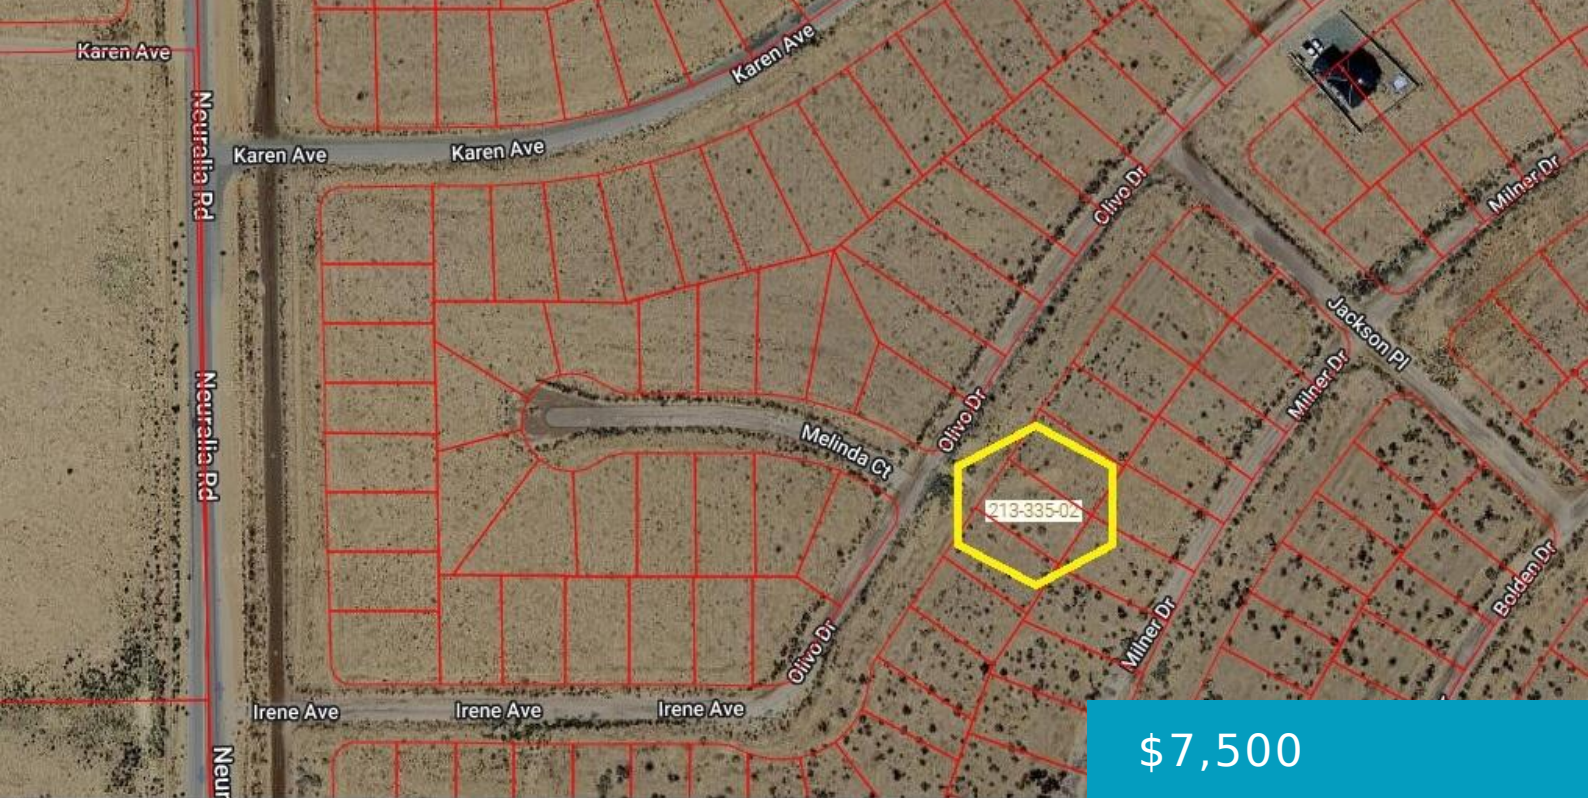 Karen Ave
Karen Ave
Neuralia Rd
Karen Ave
Karen Ave
Olivo Dr
Milner Dr
Jackson Pl
Milner Dr
Neuralia Rd
Olivo Dr
Melinda Ct
213-335-02
Bolden Dr
Milner Dr
Olivo Dr
Irene Ave
Irene Ave
Irene Ave
Neur
$7,500